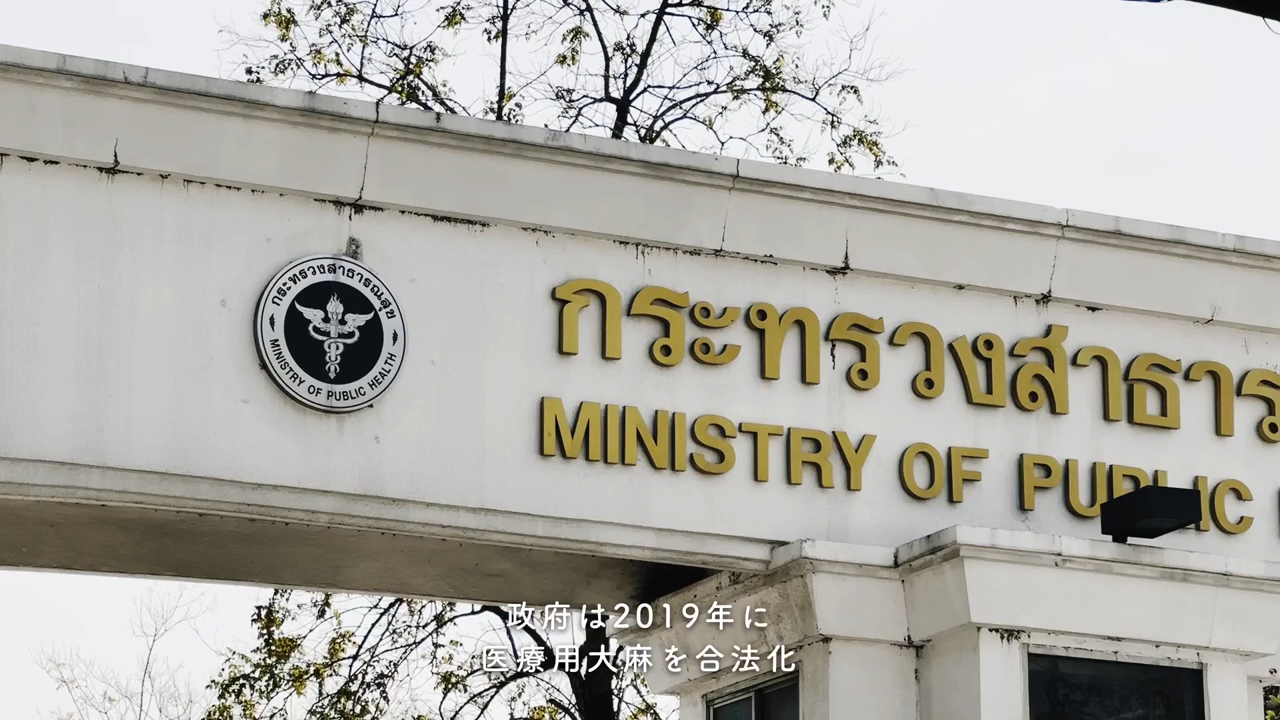 กระทรวงสาธารณสุข
MINISTRY OF PUBLIC HEALTH
กระทรวงสาธาร
MINISTRY OF PUBLIC
政府は2019年に
医療用大麻を合法化